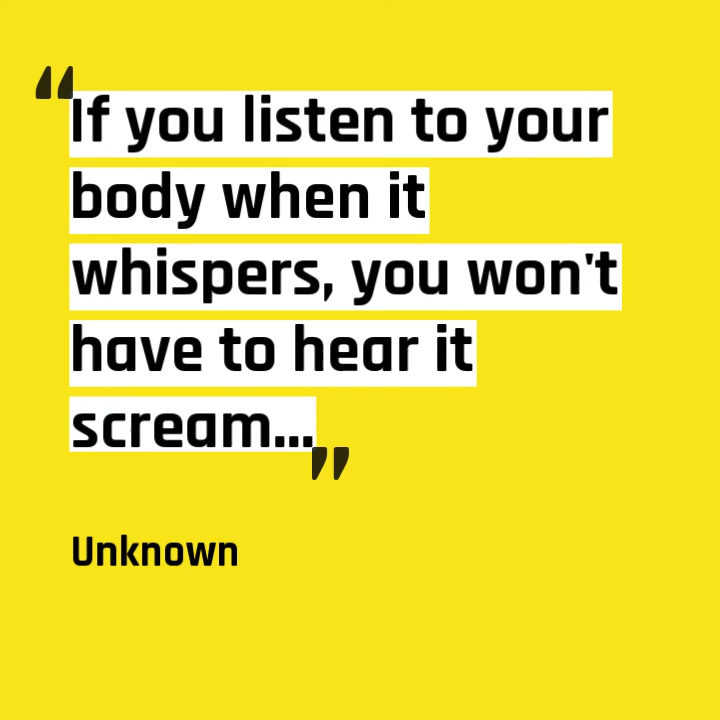 “If you listen to your
body when it
whispers, you won't
have to hear it
scream...”
Unknown